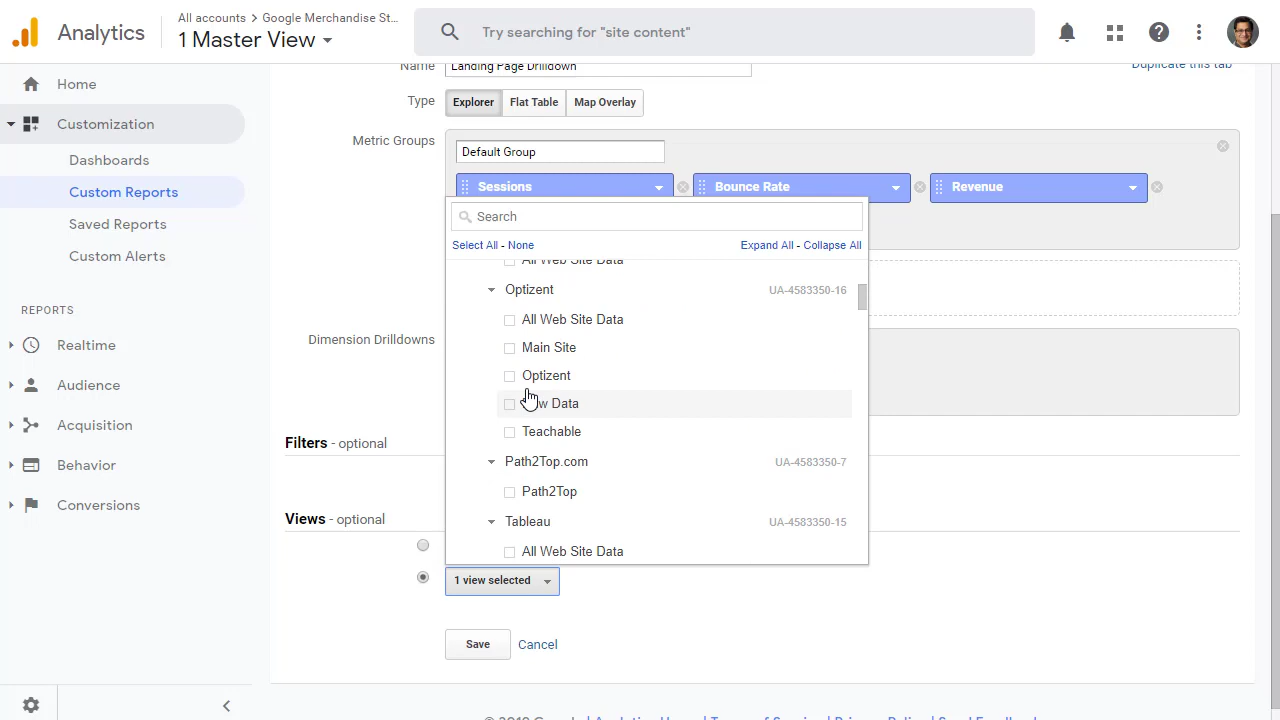 Analytics
All accounts > Google Merchandise St...
1 Master View
Try searching for "site content"
Home
Customization
Dashboards
Custom Reports
Saved Reports
Custom Alerts
REPORTS
Realtime
Audience
Acquisition
Behavior
Conversions
Name
Landing Page Drilldown
Duplicate this tab
Type
Explorer
Flat Table
Map Overlay
Metric Groups
Default Group
Sessions
Bounce Rate
Revenue
Search
Select All - None
Expand All - Collapse All
All Web Site Data
Optizent
UA-4583350-16
All Web Site Data
Main Site
Optizent
Data
Teachable
Path2Top.com
UA-4583350-7
Path2Top
Tableau
UA-4583350-15
All Web Site Data
Dimension Drilldowns
Filters - optional
Views - optional
1 view selected
Save
Cancel